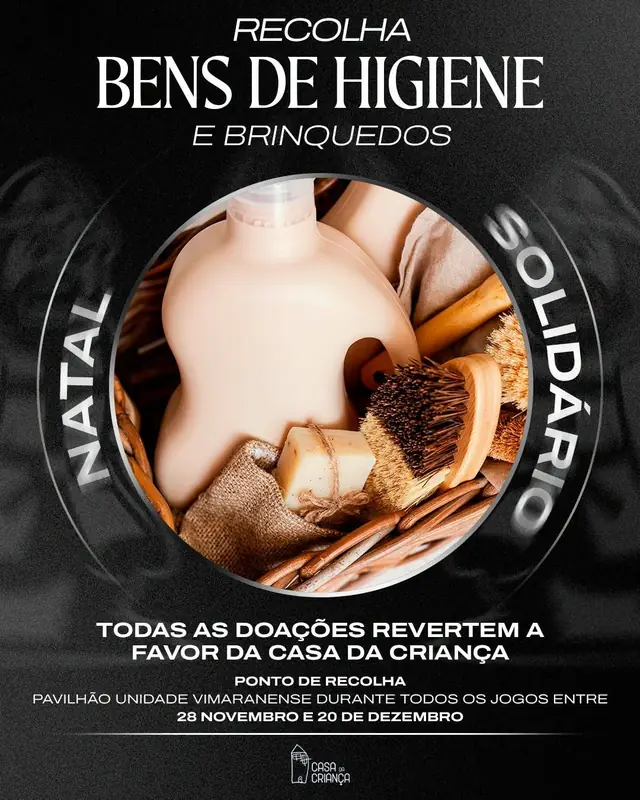 RECOLHA
BENS DE HIGIENE
E BRINQUEDOS
NATAL
SOLIDÁRIO
TODAS AS DOAÇÕES REVERTEM A
FAVOR DA CASA DA CRIANÇA
PONTO DE RECOLHA
PAVILHÃO UNIDADE VIMARANENSE DURANTE TODOS OS JOGOS ENTRE
28 NOVEMBRO E 20 DE DEZEMBRO
CASA DA
CRIANÇA